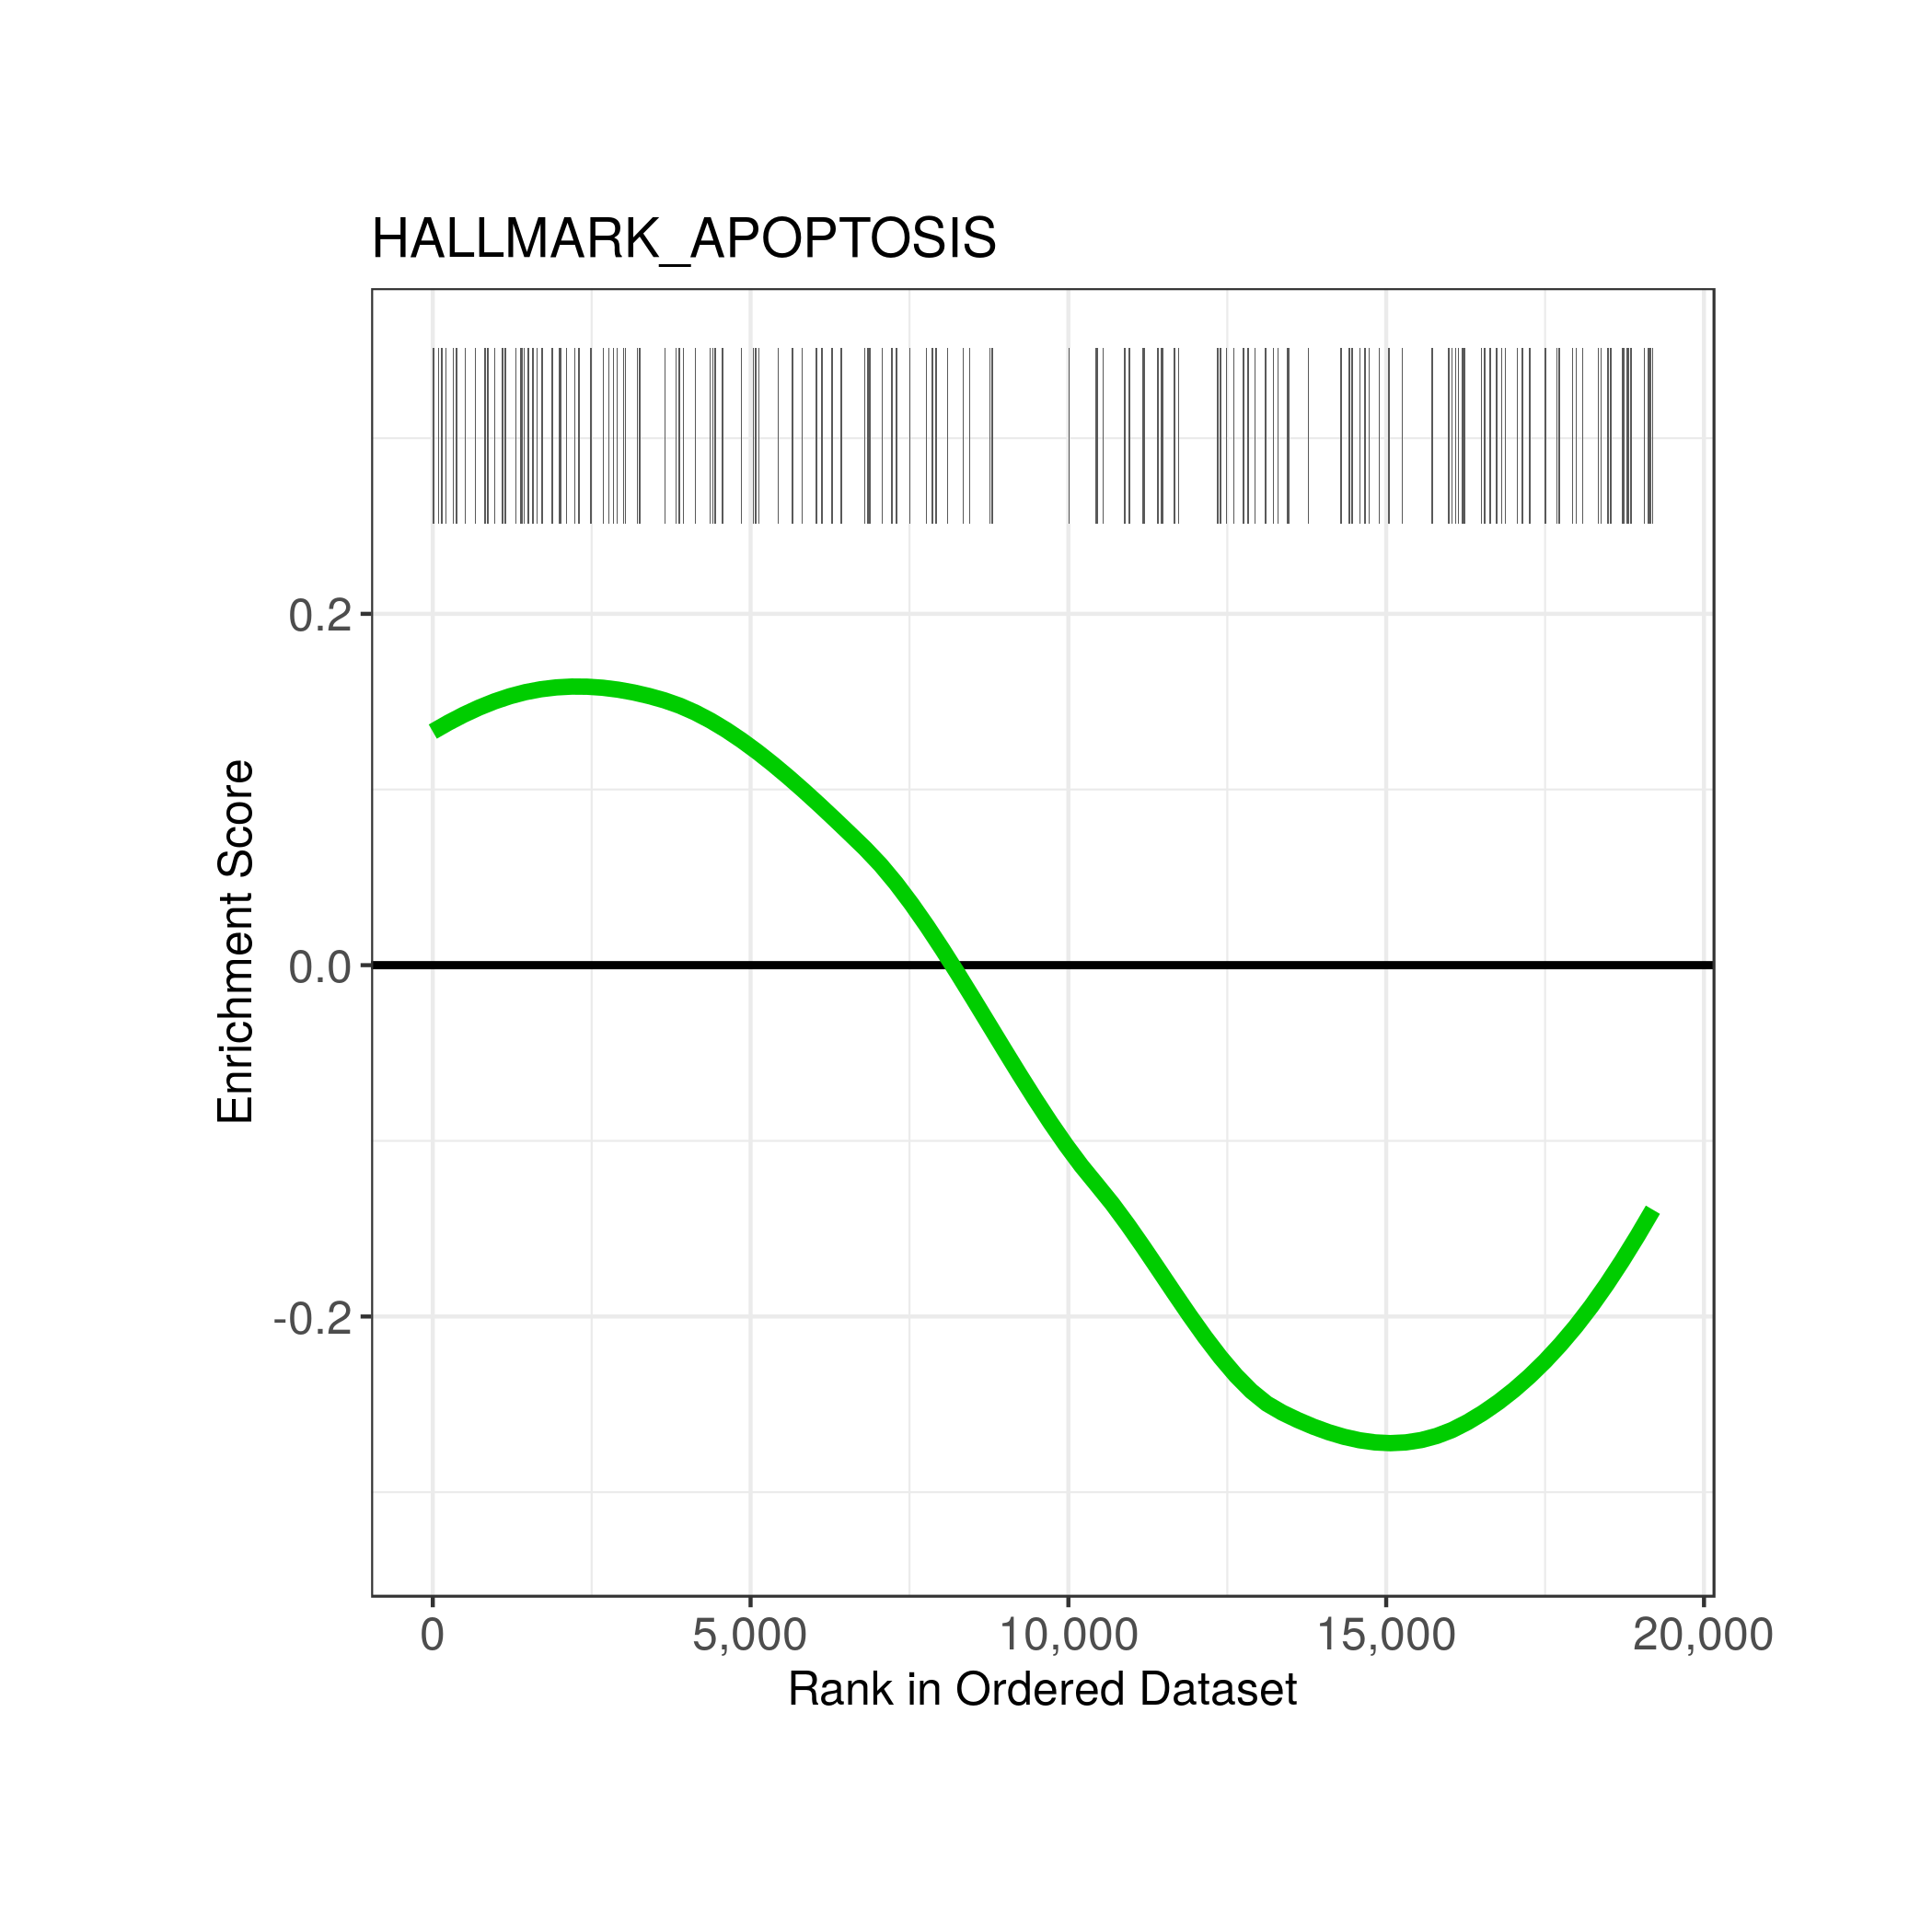 HALLMARK_APOPTOSIS
Enrichment Score
0.2
0.0
-0.2
0
5,000
10,000
15,000
20,000
Rank in Ordered Dataset